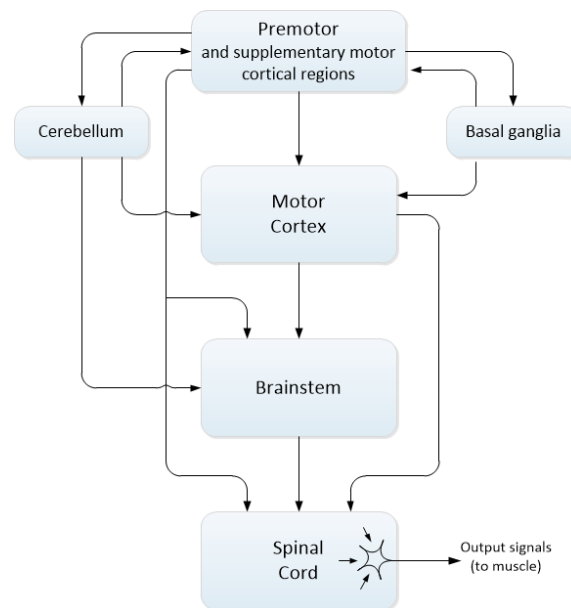 Premotor
and supplementary motor
cortical regions
Cerebellum
Basal ganglia
Motor
Cortex
Brainstem
Spinal
Cord
Output signals
(to muscle)